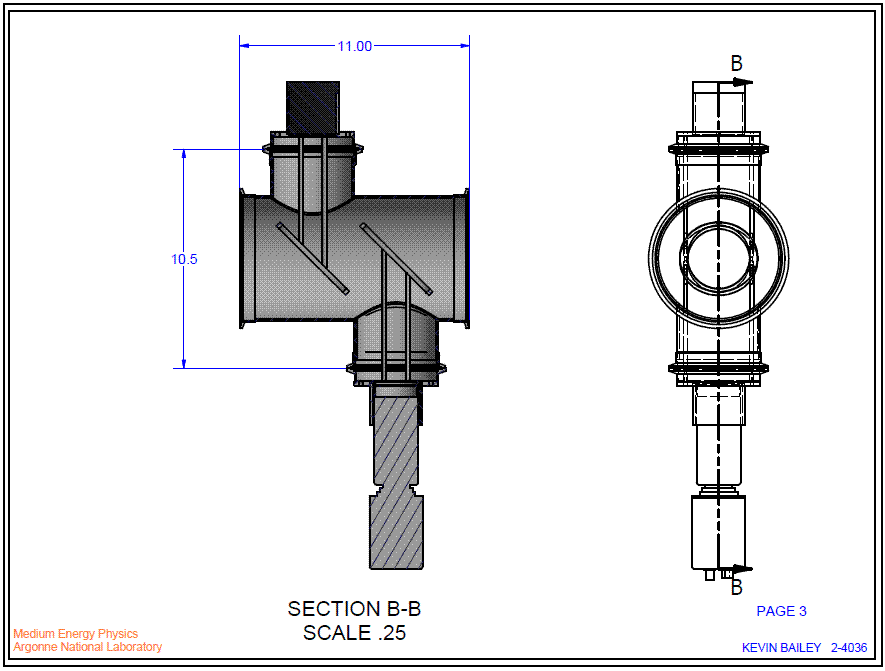 B
11.00
10.5
B
SECTION B-B
SCALE .25
PAGE 3
Medium Energy Physics
Argonne National Laboratory
KEVIN BAILEY 2-4036